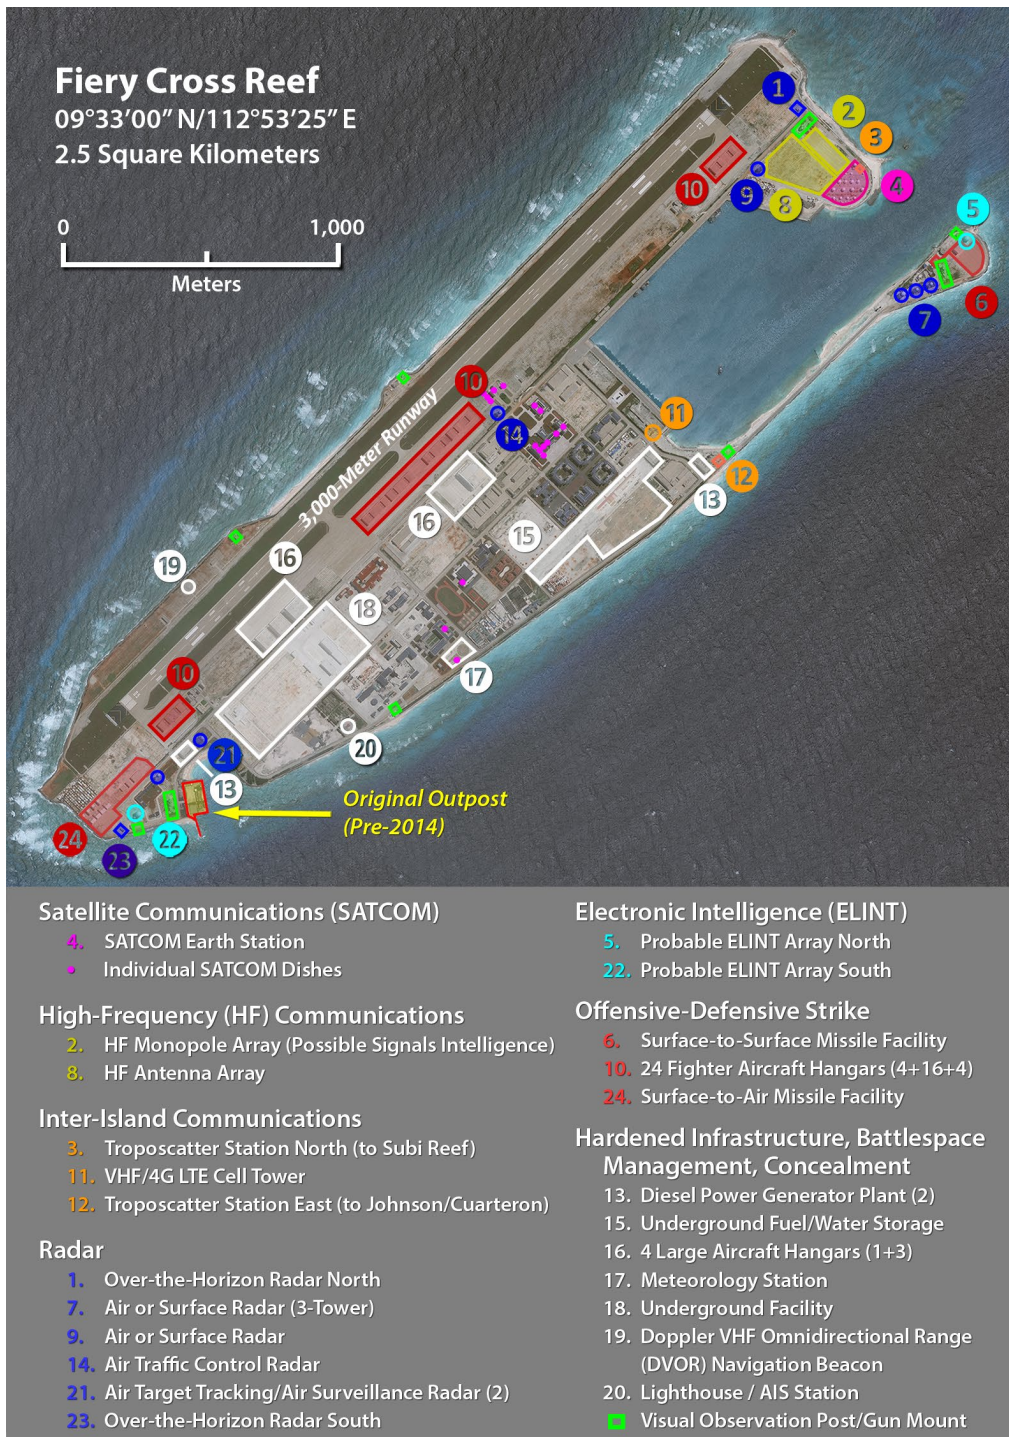 Fiery Cross Reef
09°33'00" N/112°53'25" E
2.5 Square Kilometers
0 1,000
Meters
1
2
3
10
9
8
4
5
6
7
10
3,000-Meter Runway
14
11
12
13
16
15
19
16
18
17
10
20
21
13
Original Outpost
(Pre-2014)
24
22
23
Satellite Communications (SATCOM)
4. SATCOM Earth Station
• Individual SATCOM Dishes
High-Frequency (HF) Communications
2. HF Monopole Array (Possible Signals Intelligence)
8. HF Antenna Array
Inter-Island Communications
3. Troposcatter Station North (to Subi Reef)
11. VHF/4G LTE Cell Tower
12. Troposcatter Station East (to Johnson/Cuarteron)
Radar
1. Over-the-Horizon Radar North
7. Air or Surface Radar (3-Tower)
9. Air or Surface Radar
14. Air Traffic Control Radar
21. Air Target Tracking/Air Surveillance Radar (2)
23. Over-the-Horizon Radar South
Electronic Intelligence (ELINT)
5. Probable ELINT Array North
22. Probable ELINT Array South
Offensive-Defensive Strike
6. Surface-to-Surface Missile Facility
10. 24 Fighter Aircraft Hangars (4+16+4)
24. Surface-to-Air Missile Facility
Hardened Infrastructure, Battlespace
Management, Concealment
13. Diesel Power Generator Plant (2)
15. Underground Fuel/Water Storage
16. 4 Large Aircraft Hangars (1+3)
17. Meteorology Station
18. Underground Facility
19. Doppler VHF Omnidirectional Range
(DVOR) Navigation Beacon
20. Lighthouse / AIS Station
Visual Observation Post/Gun Mount